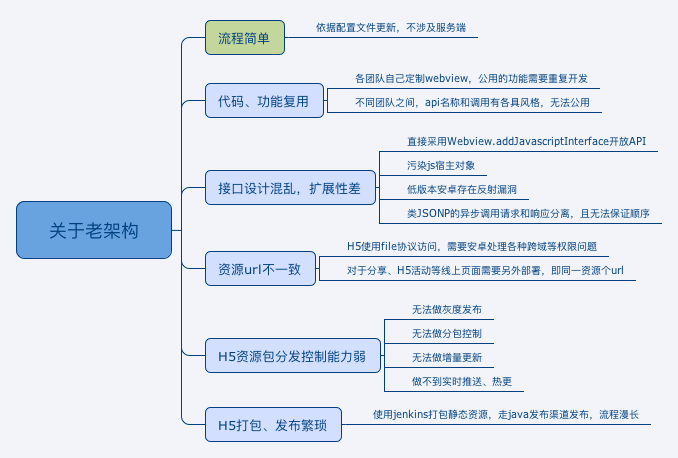 关于老架构
流程简单
依据配置文件更新，不涉及服务端
代码、功能复用
各团队自己定制webview，公用的功能需要重复开发
不同团队之间，api名称和调用有各具风格，无法公用
接口设计混乱，扩展性差
直接采用Webview.addJavascriptInterface开放API
污染js宿主对象
低版本安卓存在反射漏洞
类JSONP的异步调用请求和响应分离，且无法保证顺序
资源url不一致
H5使用file协议访问，需要安卓处理各种跨域等权限问题
对于分享、H5活动等线上页面需要另外部署，即同一资源个url
H5资源包分发控制能力弱
无法做灰度发布
无法做分包控制
无法做增量更新
做不到实时推送、热更
H5打包、发布繁琐
使用jenkins打包静态资源，走java发布渠道发布，流程漫长